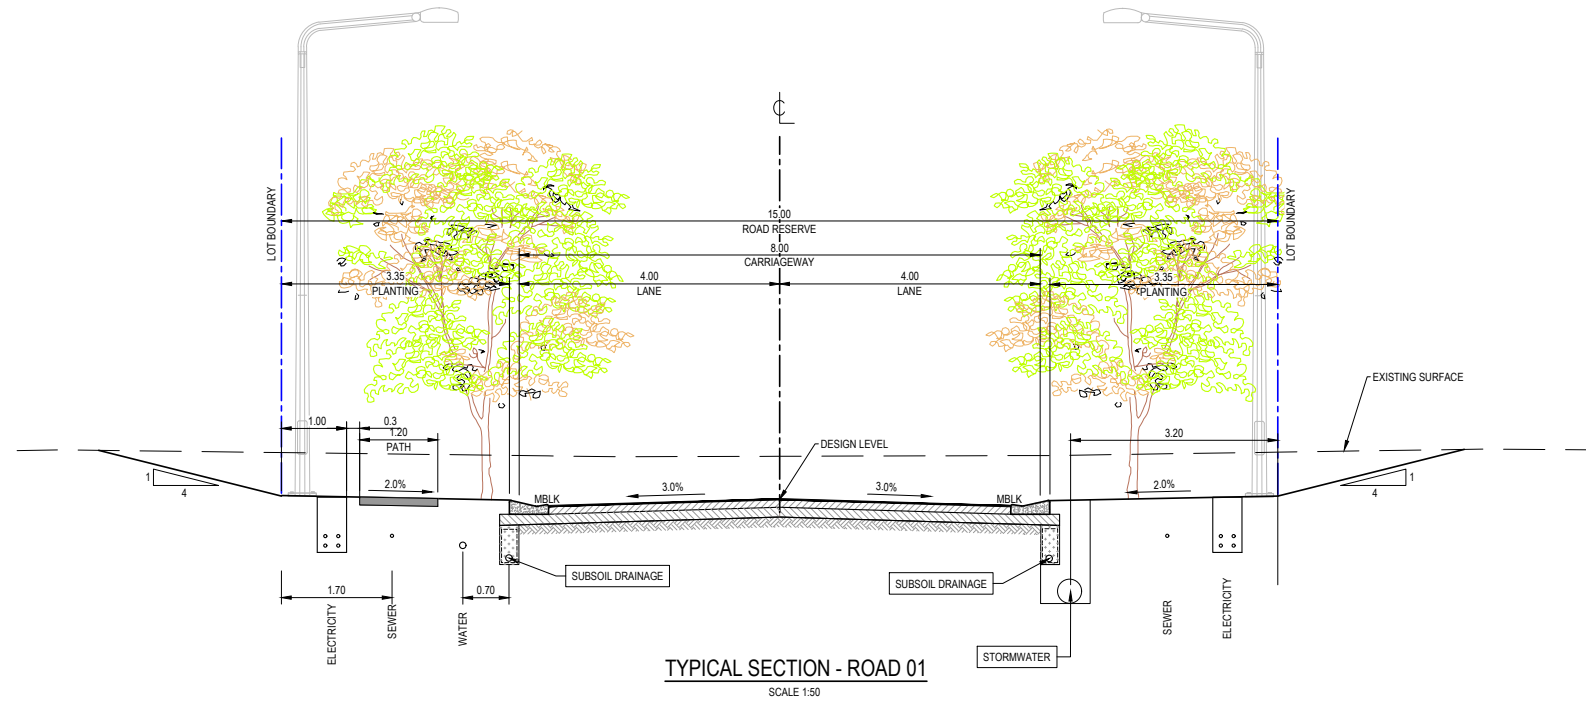 ℄
LOT BOUNDARY
LOT BOUNDARY
15.00
ROAD RESERVE
8.00
CARRIAGEWAY
3.35
PLANTING
4.00
LANE
4.00
LANE
3.35
PLANTING
EXISTING SURFACE
1.00
0.3
1.20
PATH
3.20
DESIGN LEVEL
1
4
2.0%
MBLK
3.0%
3.0%
MBLK
2.0%
1
4
SUBSOIL DRAINAGE
SUBSOIL DRAINAGE
1.70
0.70
ELECTRICITY
SEWER
WATER
SEWER
ELECTRICITY
STORMWATER
TYPICAL SECTION - ROAD 01
SCALE 1:50